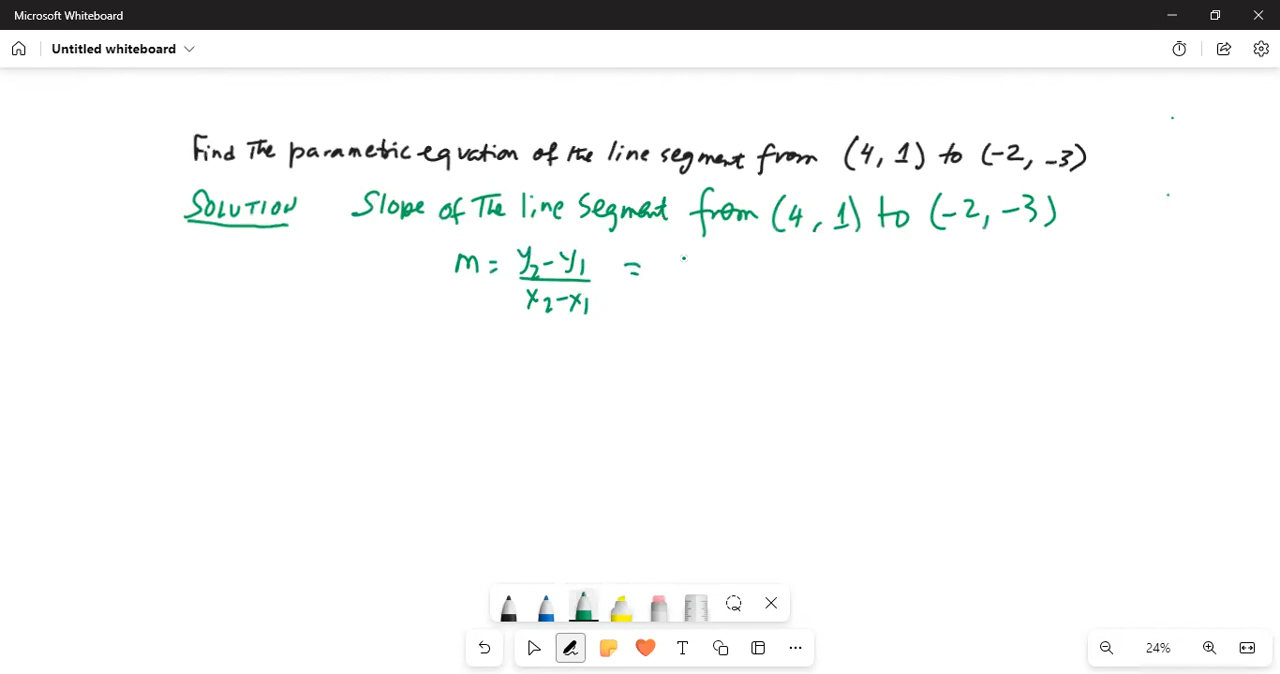 Microsoft Whiteboard
Untitled whiteboard
Find The parametric equation of the line segment from (4, 1) to (-2, -3)
SOLUTION Slope of The line Segment from (4, 1) to (-2, -3)
m = y₂-y₁ / x₂-x₁ =
T
24%